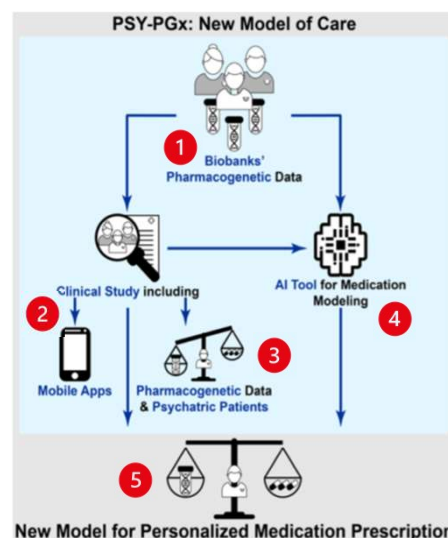 PSY-PGx: New Model of Care
1
Biobanks'
Pharmacogenetic Data
Clinical Study including
AI Tool for Medication
Modeling
2
3
4
Mobile Apps
Pharmacogenetic Data
& Psychatric Patients
5
New Model for Personalized Medication Prescription